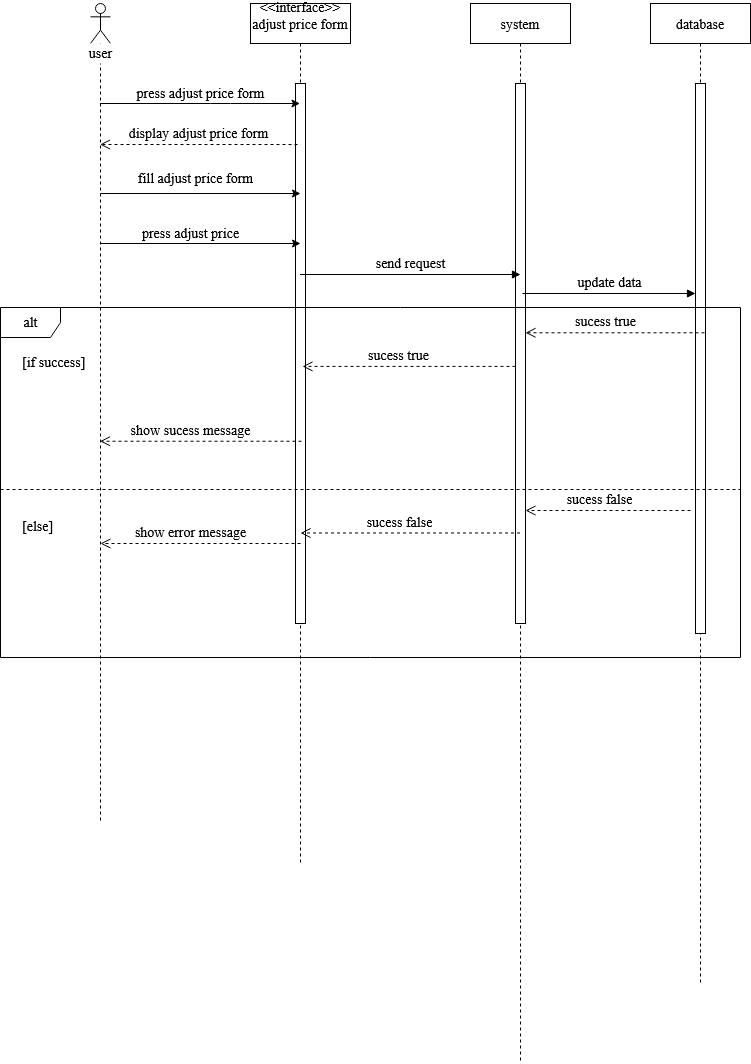 <<interface>>
adjust price form
system
database
user
press adjust price form
display adjust price form
fill adjust price form
press adjust price
send request
update data
alt
sucess true
sucess true
[if success]
show sucess message
sucess false
sucess false
[else]
show error message